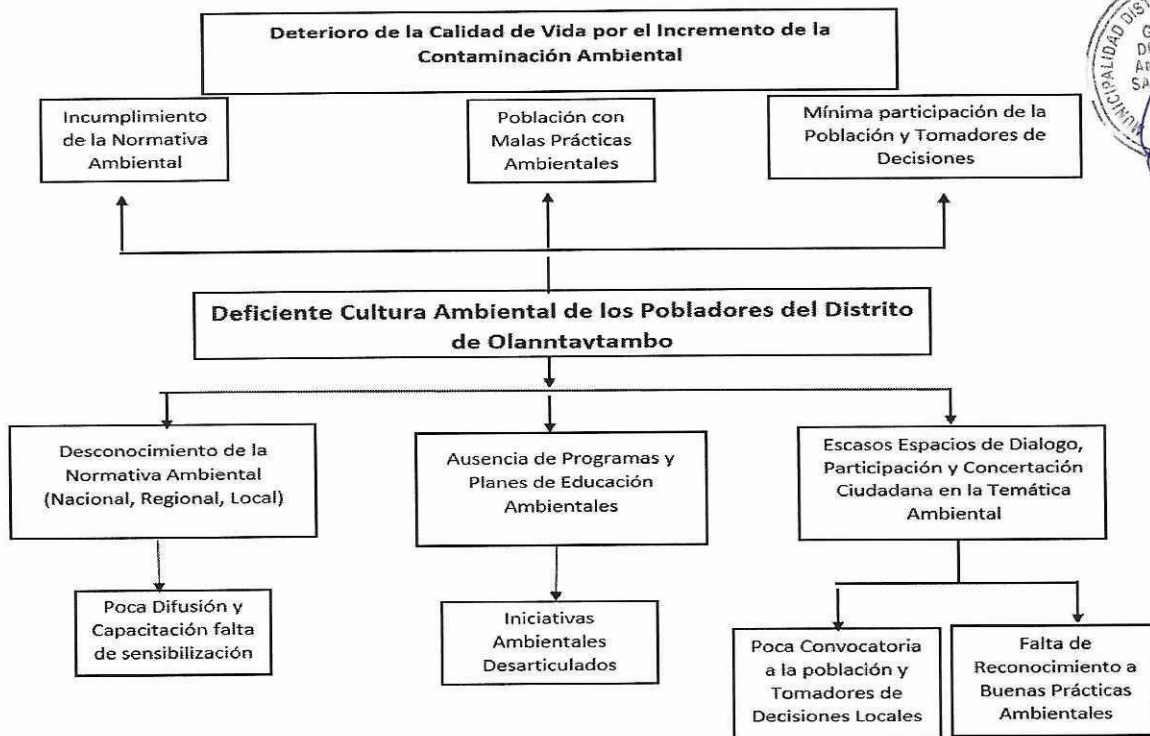 Deterioro de la Calidad de Vida por el Incremento de la
Contaminación Ambiental
Incumplimiento
de la Normativa
Ambiental
Población con
Malas Prácticas
Ambientales
Mínima participación de la
Población y Tomadores de
Decisiones
MUNICIPALIDAD
Deficiente Cultura Ambiental de los Pobladores del Distrito
de Olanntavtambo
Desconocimiento de la
Normativa Ambiental
(Nacional, Regional, Local)
Ausencia de Programas y
Planes de Educación
Ambientales
Escasos Espacios de Dialogo,
Participación y Concertación
Ciudadana en la Temática
Ambiental
Poca Difusión y
Capacitación falta
de sensibilización
Iniciativas
Ambientales
Desarticulados
Poca Convocatoria
a la población y
Tomadores de
Decisiones Locales
Falta de
Reconocimiento a
Buenas Prácticas
Ambientales